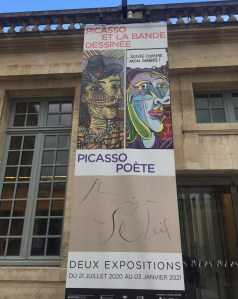 PICASSO
ET LA BANDE
DESSINÉE
SUIVIE COMME
MON OMBRE!
PICASSO
POÈTE
DEUX EXPOSITIONS
DU 21 JUILLET 2020 AU 03 JANVIER 2021